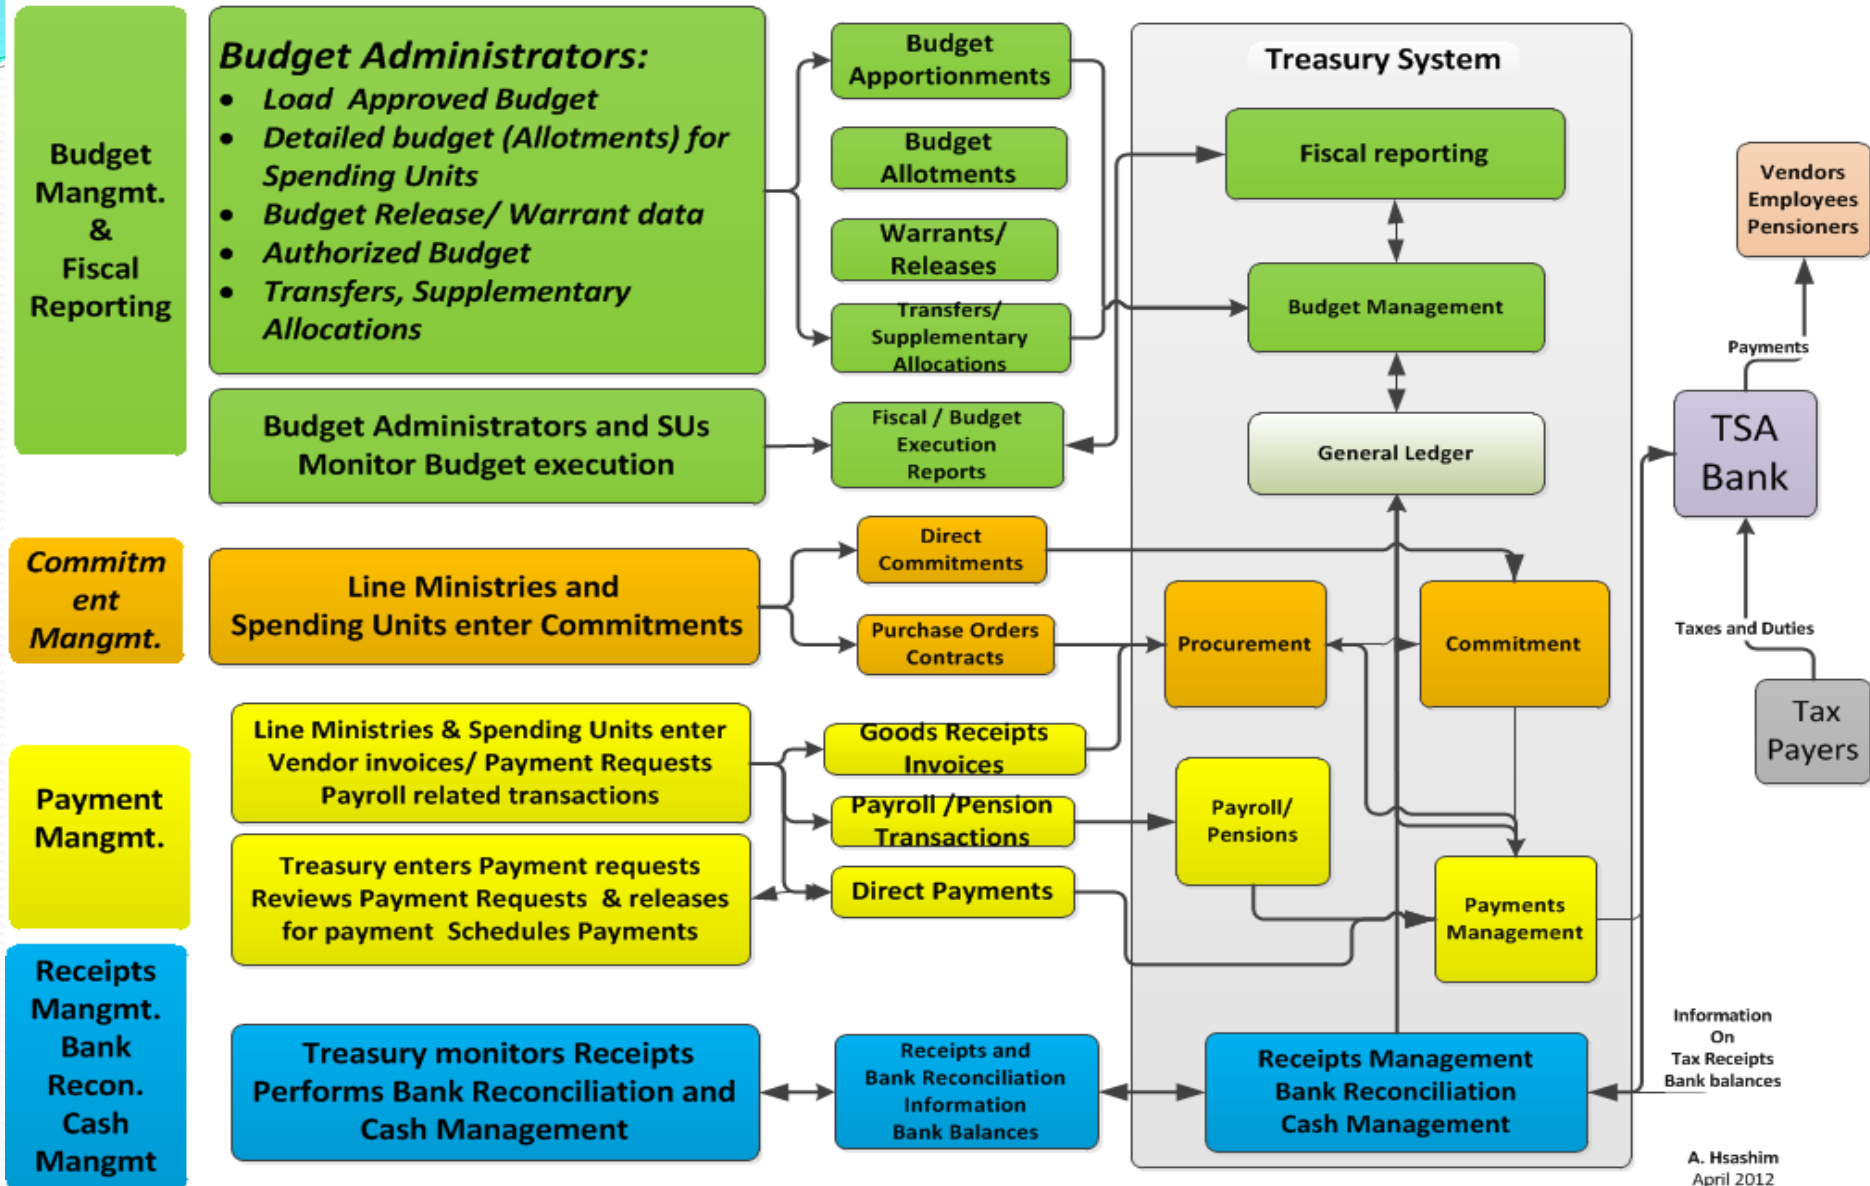 Budget
Mangmt.
&
Fiscal
Reporting
Budget Administrators:
• Load Approved Budget
• Detailed budget (Allotments) for
Spending Units
• Budget Release/ Warrant data
• Authorized Budget
• Transfers, Supplementary
Allocations
Budget
Apportionments
Budget
Allotments
Warrants/
Releases
Transfers/
Supplementary
Allocations
Budget Administrators and SUs
Monitor Budget execution
Fiscal / Budget
Execution
Reports
Treasury System
Fiscal reporting
Budget Management
General Ledger
Vendors
Employees
Pensioners
Payments
TSA
Bank
Taxes and Duties
Tax
Payers
Commitm
ent
Mangmt.
Line Ministries and
Spending Units enter Commitments
Direct
Commitments
Purchase Orders
Contracts
Procurement
Commitment
Payment
Mangmt.
Line Ministries & Spending Units enter
Vendor invoices/ Payment Requests
Payroll related transactions
Treasury enters Payment requests
Reviews Payment Requests & releases
for payment Schedules Payments
Goods Receipts
Invoices
Payroll /Pension
Transactions
Direct Payments
Payroll/
Pensions
Payments
Management
Receipts
Mangmt.
Bank
Recon.
Cash
Mangmt
Treasury monitors Receipts
Performs Bank Reconciliation and
Cash Management
Receipts and
Bank Reconciliation
Information
Bank Balances
Receipts Management
Bank Reconciliation
Cash Management
Information
On
Tax Receipts
Bank balances
A. Hsashim
April 2012